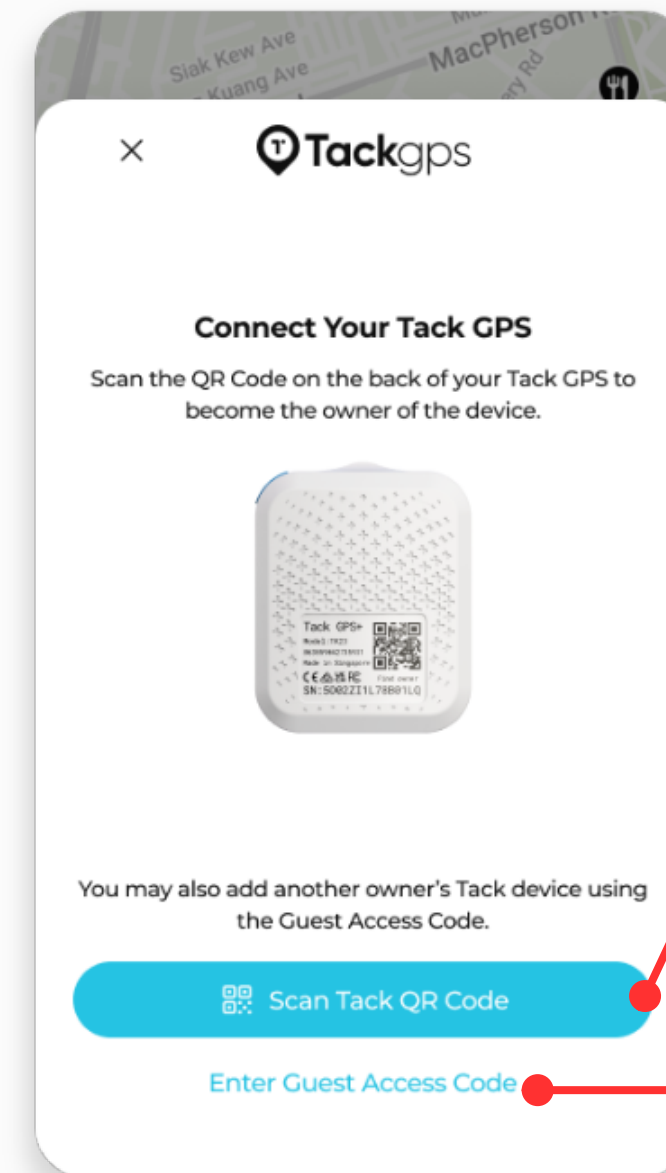 Siak Kew Ave
Kuang Ave
MacPherson
Tackgps
Connect Your Tack GPS
Scan the QR Code on the back of your Tack GPS to
become the owner of the device.
Tack GPS+
Made in Singapore
Find owner
You may also add another owner’s Tack device using
the Guest Access Code.
Scan Tack QR Code
Enter Guest Access Code